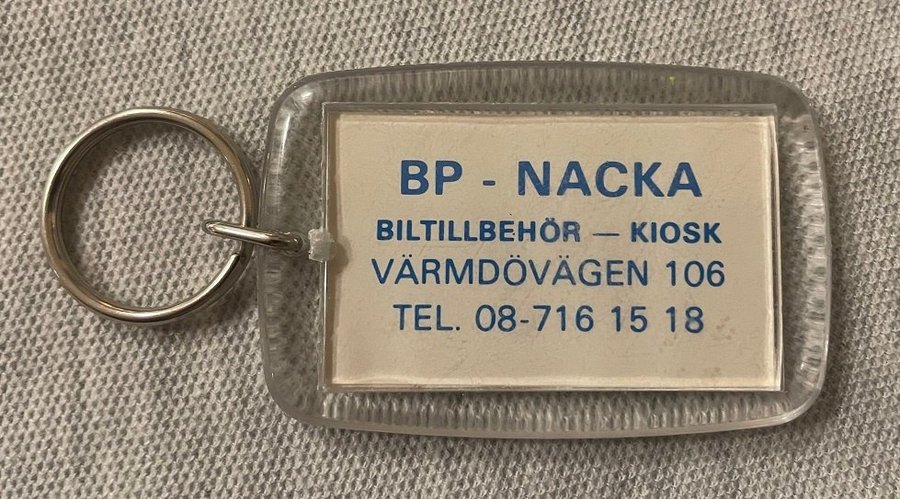 BP - NACKA
BILTILLBEHÖR — KIOSK
VÄRMDÖVÄGEN 106
TEL. 08-716 15 18